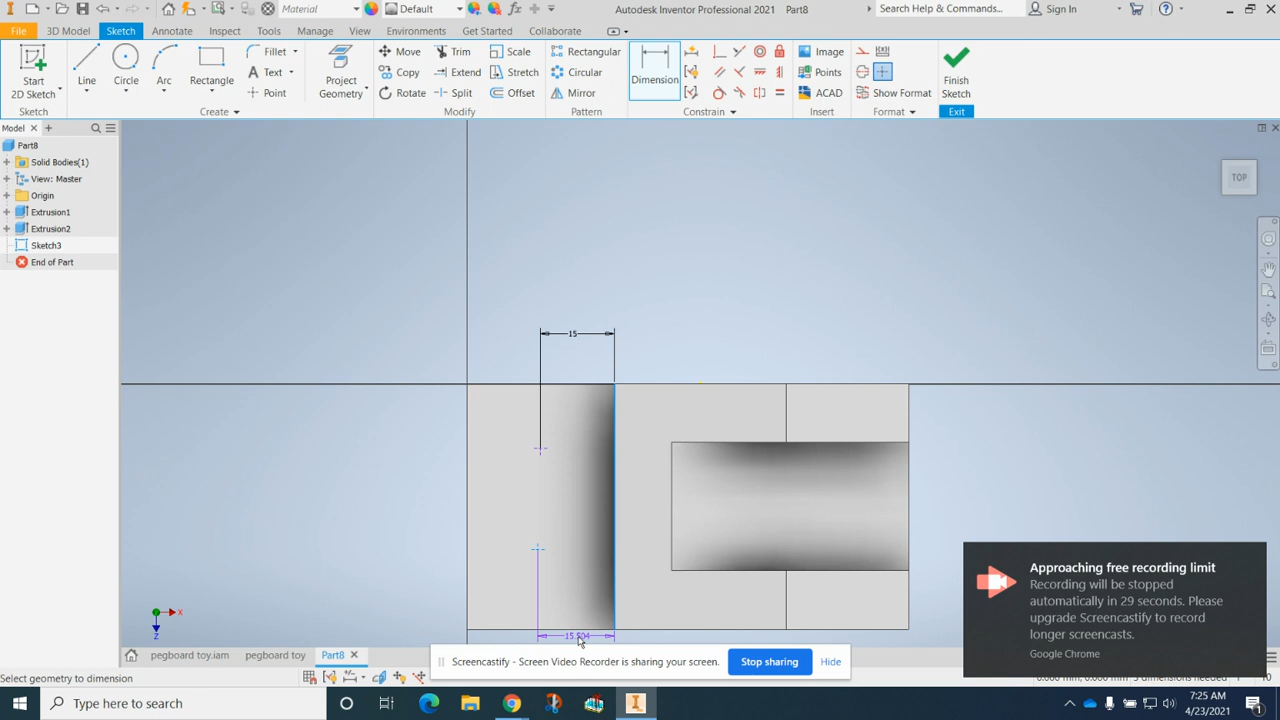 Material
Default
Autodesk Inventor Professional 2021 Part8
Search Help & Commands...
Sign In
File 3D Model Sketch Annotate Inspect Tools Manage View Environments Get Started Collaborate
Start 2D Sketch
Line
Circle
Arc
Rectangle
Fillet
Text
Point
Project Geometry
Move
Copy
Rotate
Trim
Extend
Split
Scale
Stretch
Offset
Rectangular
Circular
Mirror
Dimension
Image
Points
ACAD
Show Format
Finish Sketch
Sketch Create Modify Pattern Constrain Insert Format Exit
Model
Part8
Solid Bodies(1)
View: Master
Origin
Extrusion1
Extrusion2
Sketch3
End of Part
TOP
15
15.504
X
Z
Approaching free recording limit
Recording will be stopped
automatically in 29 seconds. Please
upgrade Screencastify to record
longer screencasts.
Google Chrome
pegboard toy.iam pegboard toy Part8
Screencastify - Screen Video Recorder is sharing your screen.
Stop sharing
Hide
Select geometry to dimension
Type here to search
7:25 AM
4/23/2021
1